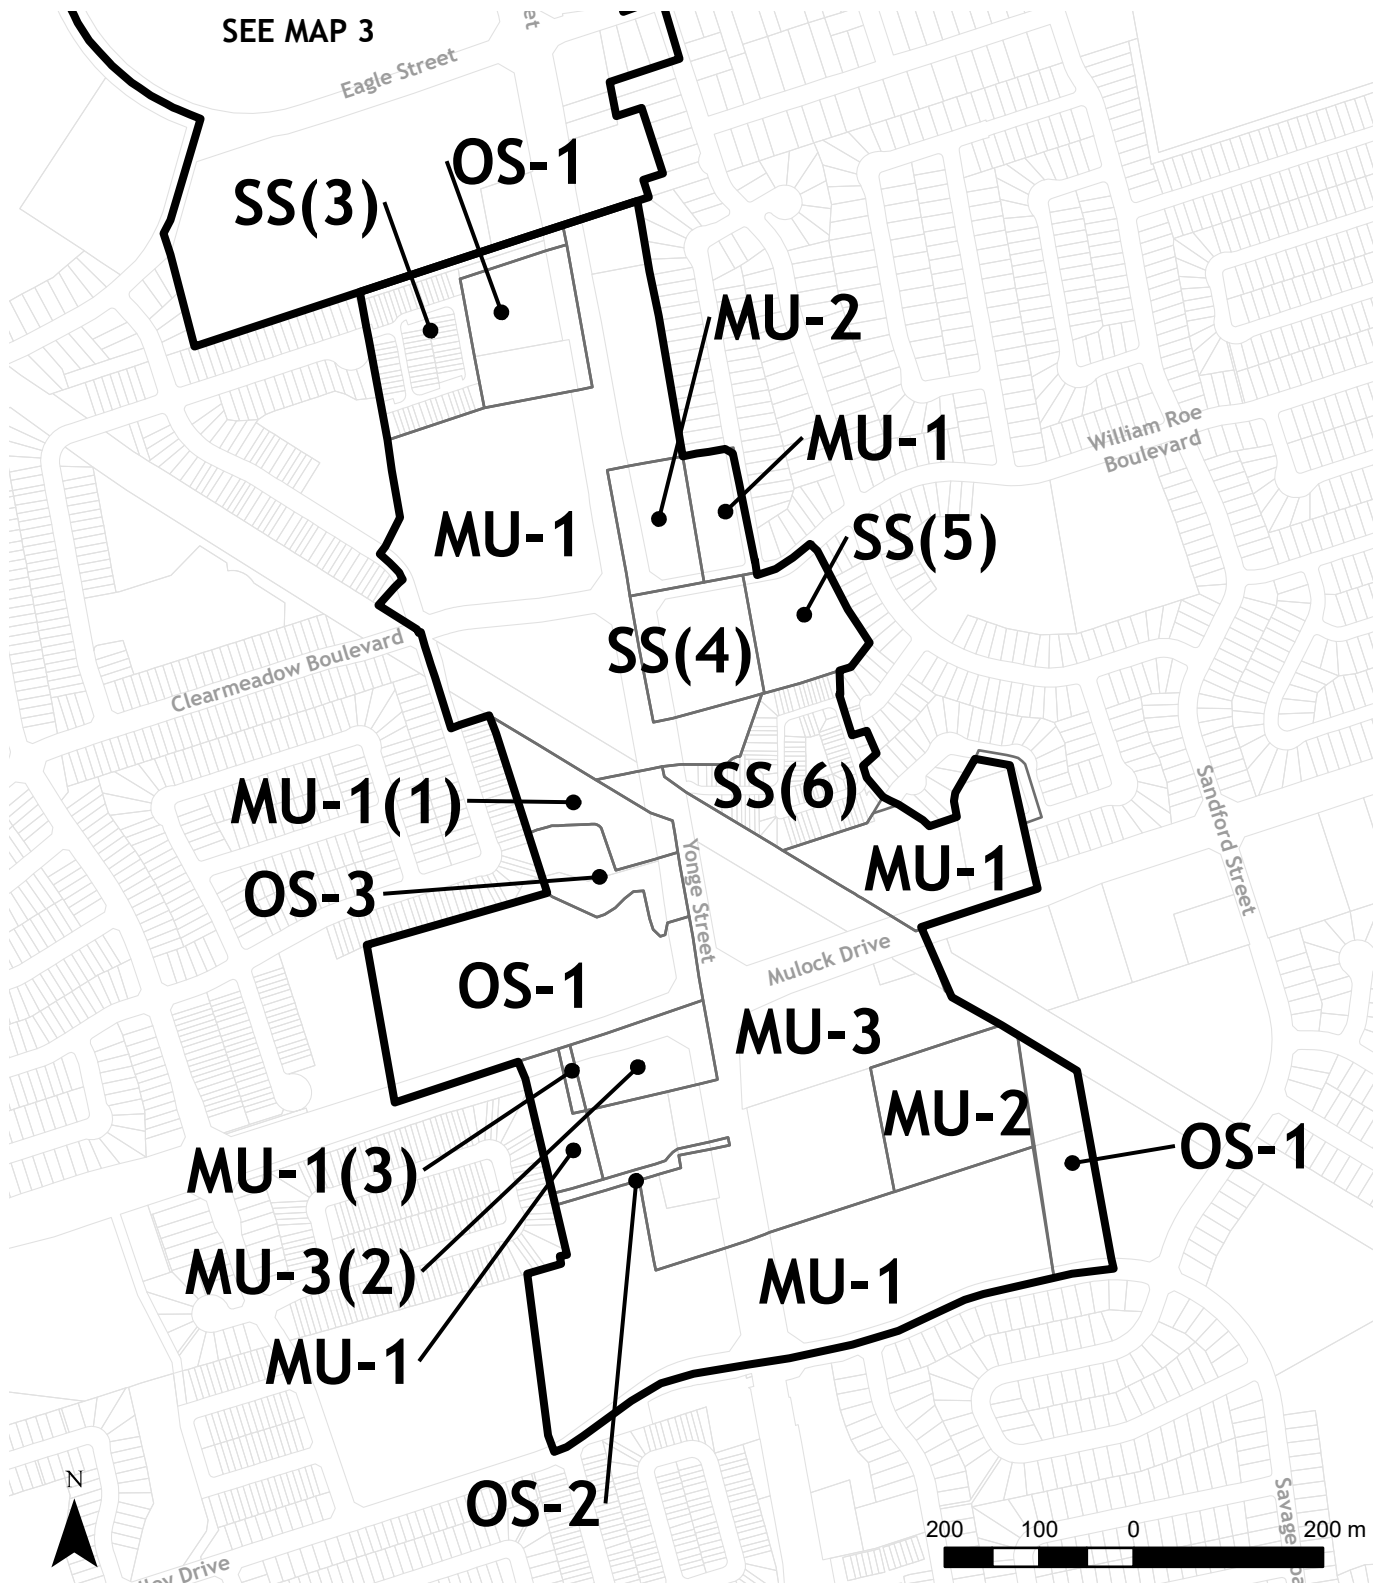 SEE MAP 3
et
Eagle Street
OS-1
SS(3)
MU-2
MU-1
William Roe
Boulevard
MU-1
SS(5)
SS(4)
Clearmeadow Boulevard
MU-1(1)
SS(6)
Sandford Street
MU-1
OS-3
Yonge Street
Mulock Drive
OS-1
MU-3
MU-2
OS-1
MU-1(3)
MU-3(2)
MU-1
MU-1
OS-2
N
200 100 0 200 m
Savage
Drive